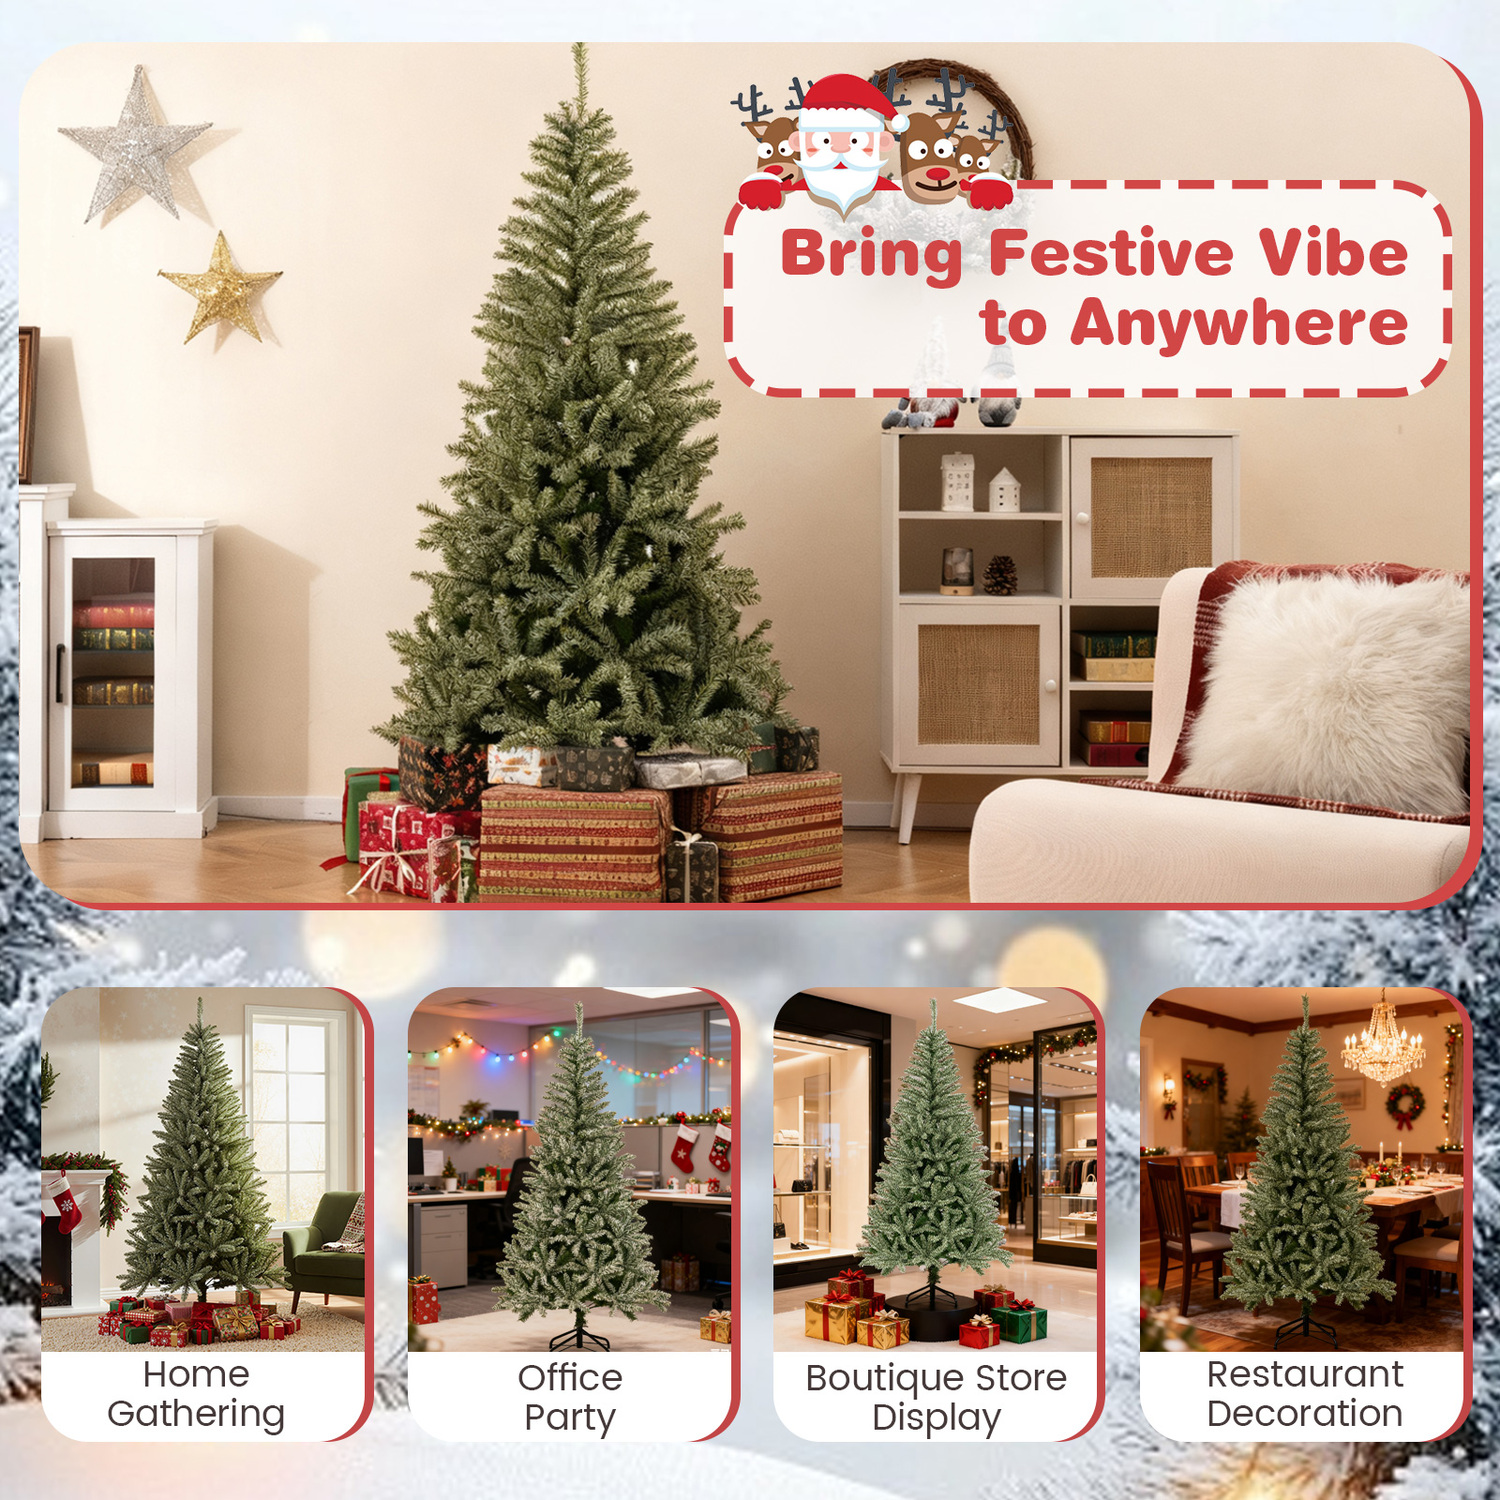 Bring Festive Vibe
to Anywhere
Home
Gathering
Office
Party
Boutique Store
Display
Restaurant
Decoration